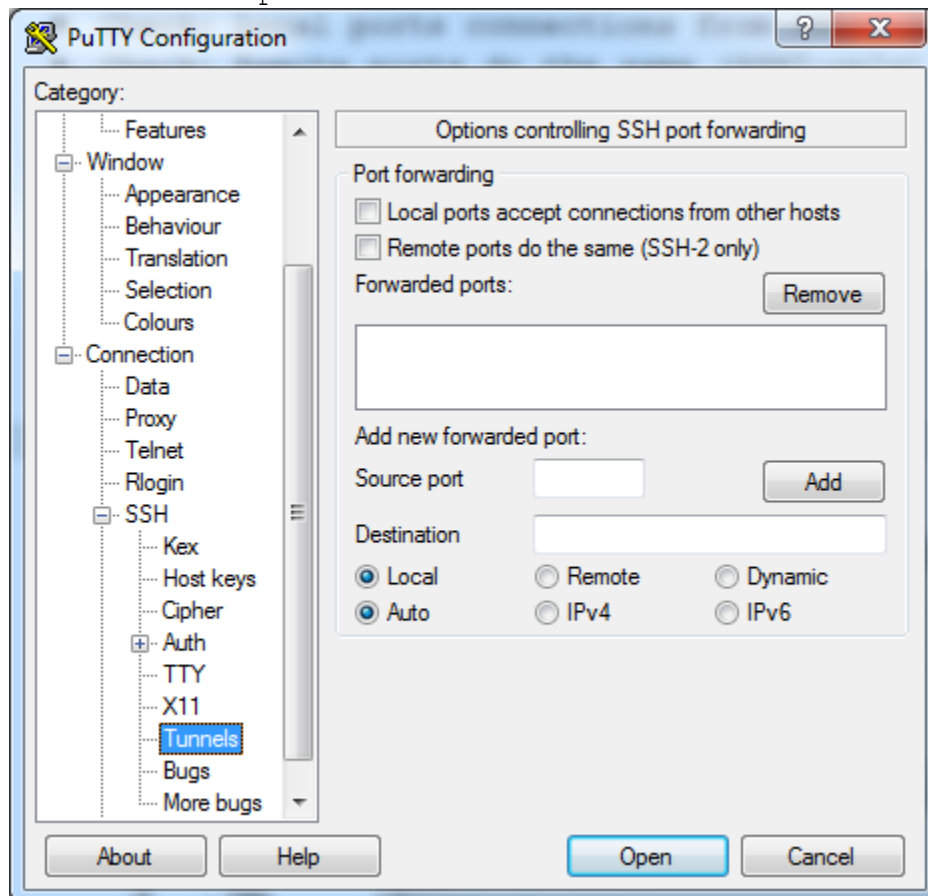 PuTTY Configuration
Category:
Features
Window
Appearance
Behaviour
Translation
Selection
Colours
Connection
Data
Proxy
Telnet
Rlogin
SSH
Kex
Host keys
Cipher
Auth
TTY
X11
Tunnels
Bugs
More bugs
Options controlling SSH port forwarding
Port forwarding
Local ports accept connections from other hosts
Remote ports do the same (SSH-2 only)
Forwarded ports:
Remove
Add new forwarded port:
Source port
Add
Destination
Local Remote Dynamic
Auto IPv4 IPv6
About Help Open Cancel